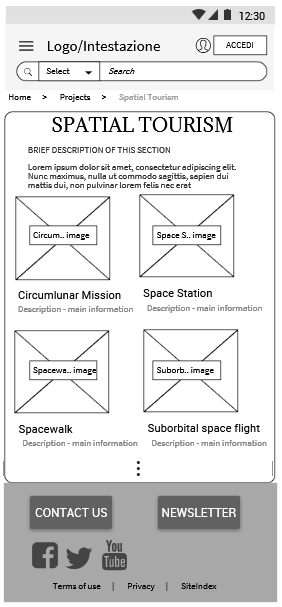 12:30
Logo/Intestazione
ACCEDI
Select
Search
Home > Projects > Spatial Tourism
SPATIAL TOURISM
BRIEF DESCRIPTION OF THIS SECTION
Lorem ipsum dolor sit amet, consectetur adipiscing elit.
Nunc maximus, nulla ut commodo sagittis, sapien dui
mattis dui, non pulvinar lorem felis nec erat
Circum.. image
Space S.. image
Circumlunar Mission
Space Station
Description - main information
Description - main information
Spacewa.. image
Suborb.. image
Spacewalk
Suborbital space flight
Description - main information
Description - main information
CONTACT US
NEWSLETTER
You
Tube
Terms of use | Privacy | SiteIndex